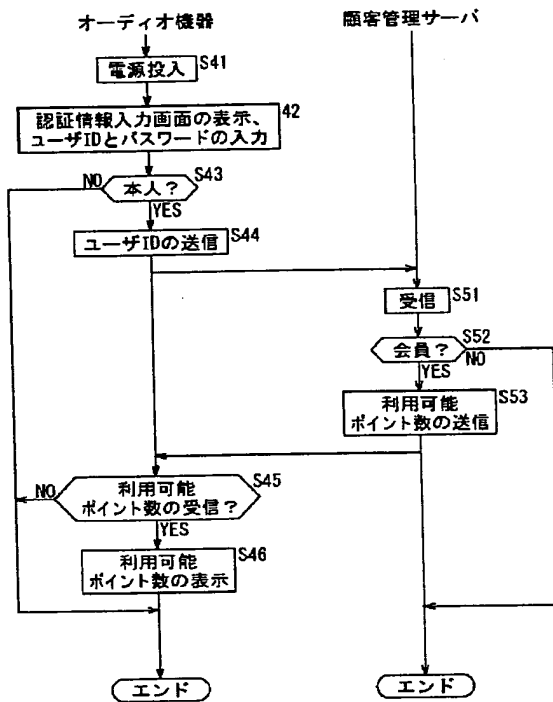 オーディオ機器
顧客管理サーバ
電源投入
S41
認証情報入力画面の表示、
ユーザIDとパスワードの入力
42
本人?
S43
NO
YES
ユーザIDの送信
S44
受信
S51
会員?
S52
NO
YES
利用可能
ポイント数の送信
S53
利用可能
ポイント数の受信?
S45
NO
YES
利用可能
ポイント数の表示
S46
エンド
エンド